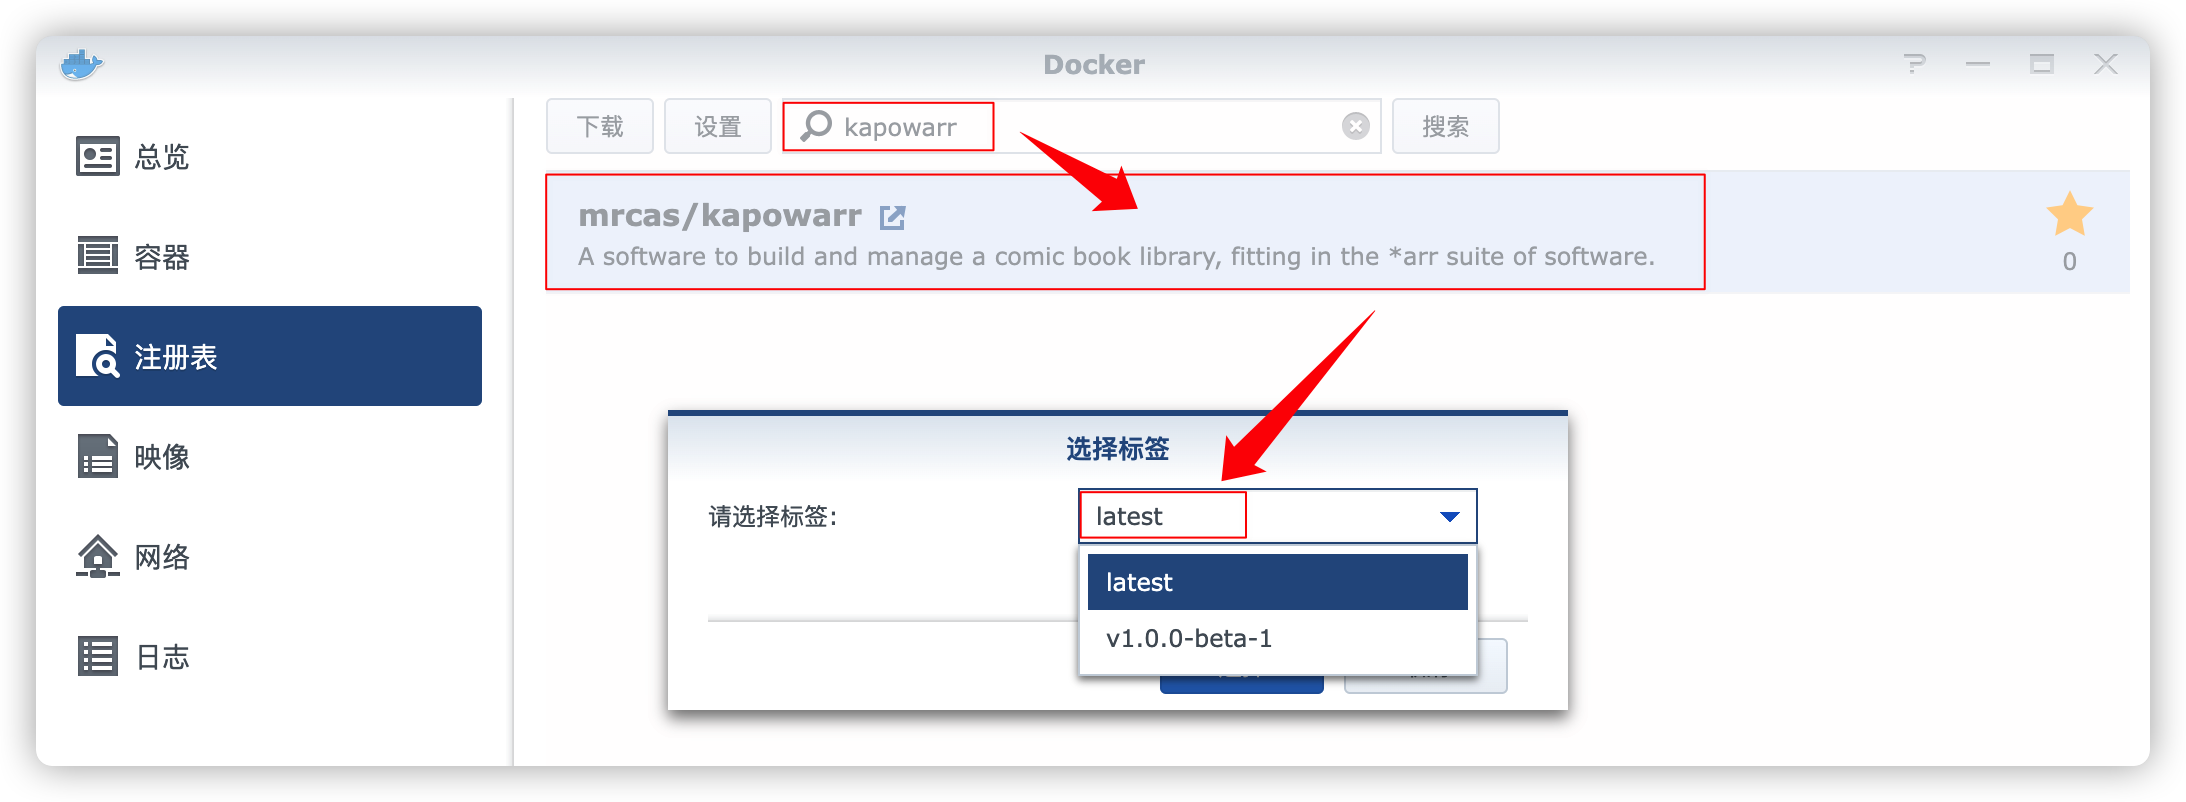 Docker
总览
容器
注册表
映像
网络
日志
下载
设置
kapowarr
搜索
mrcas/kapowarr
A software to build and manage a comic book library, fitting in the *arr suite of software.
0
选择标签
请选择标签:
latest
latest
v1.0.0-beta-1